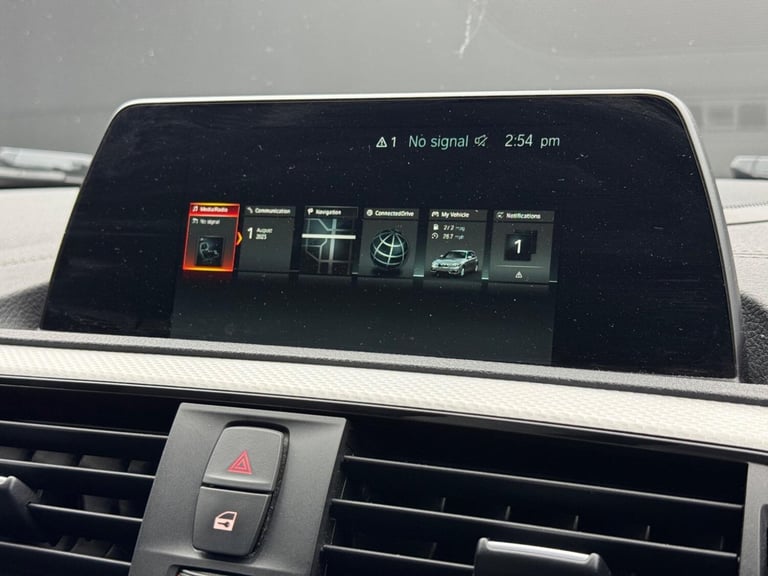 1 No signal 2:54 pm
Media/Radio
No signal
Communication
1 August
2025
Navigation
ConnectedDrive
My Vehicle
Notifications
1